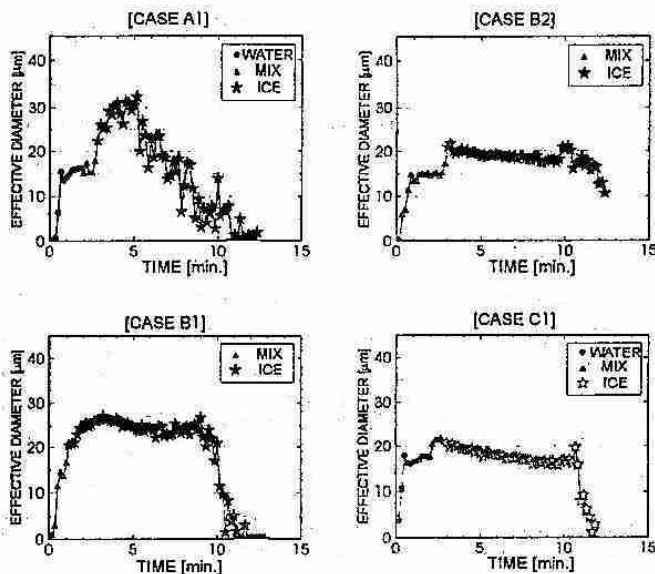 [CASE A1]
EFFECTIVE DIAMETER [µm]
40
30
20
10
0
WATER
MIX
ICE
0 5 10 15
TIME [min.]
[CASE B2]
EFFECTIVE DIAMETER [µm]
40
30
20
10
0
MIX
ICE
0 5 10 15
TIME [min.]
[CASE B1]
EFFECTIVE DIAMETER [µm]
40
30
20
10
0
MIX
ICE
0 5 10 15
TIME [min.]
[CASE C1]
EFFECTIVE DIAMETER [µm]
40
30
20
10
0
WATER
MIX
ICE
0 5 10 15
TIME [min.]